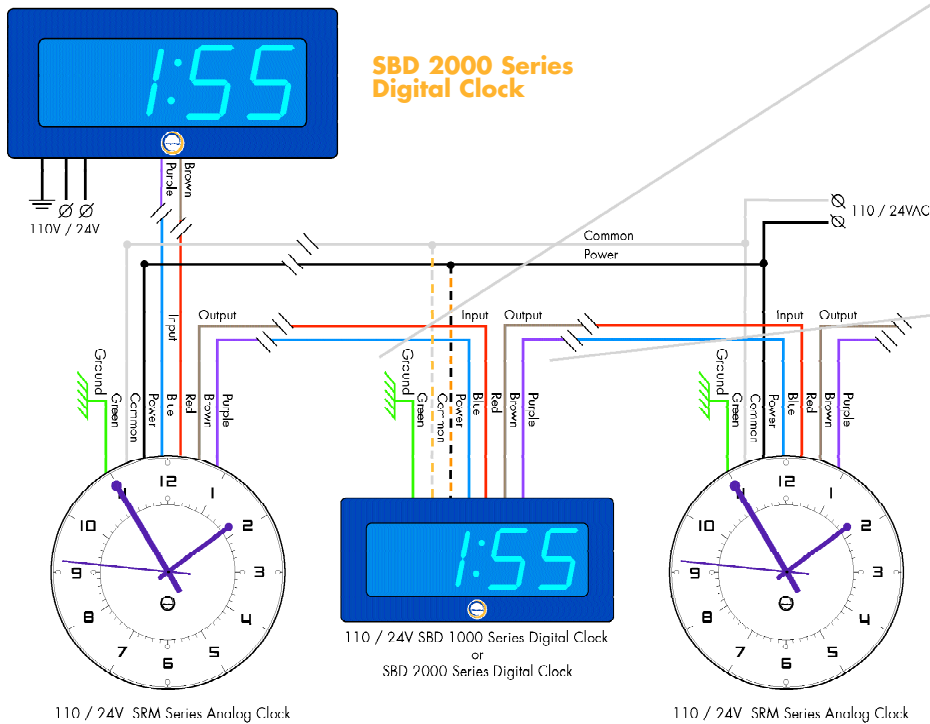 1:55
SBD 2000 Series
Digital Clock
Purple
Brown
110V / 24V
110 / 24VAC
Common
Power
Input
Output
Output
Input
Output
Ground
Green
Common
Power
Blue
Red
Brown
Purple
Ground
Green
Common
Power
Blue
Red
Brown
Purple
Ground
Green
Common
Power
Blue
Red
Brown
Purple
12
1
2
3
4
5
6
7
8
9
10
11
1:55
12
1
2
3
4
5
6
7
8
9
10
11
110 / 24V SBD 1000 Series Digital Clock
or
SBD 2000 Series Digital Clock
110 / 24V SRM Series Analog Clock
110 / 24V SRM Series Analog Clock